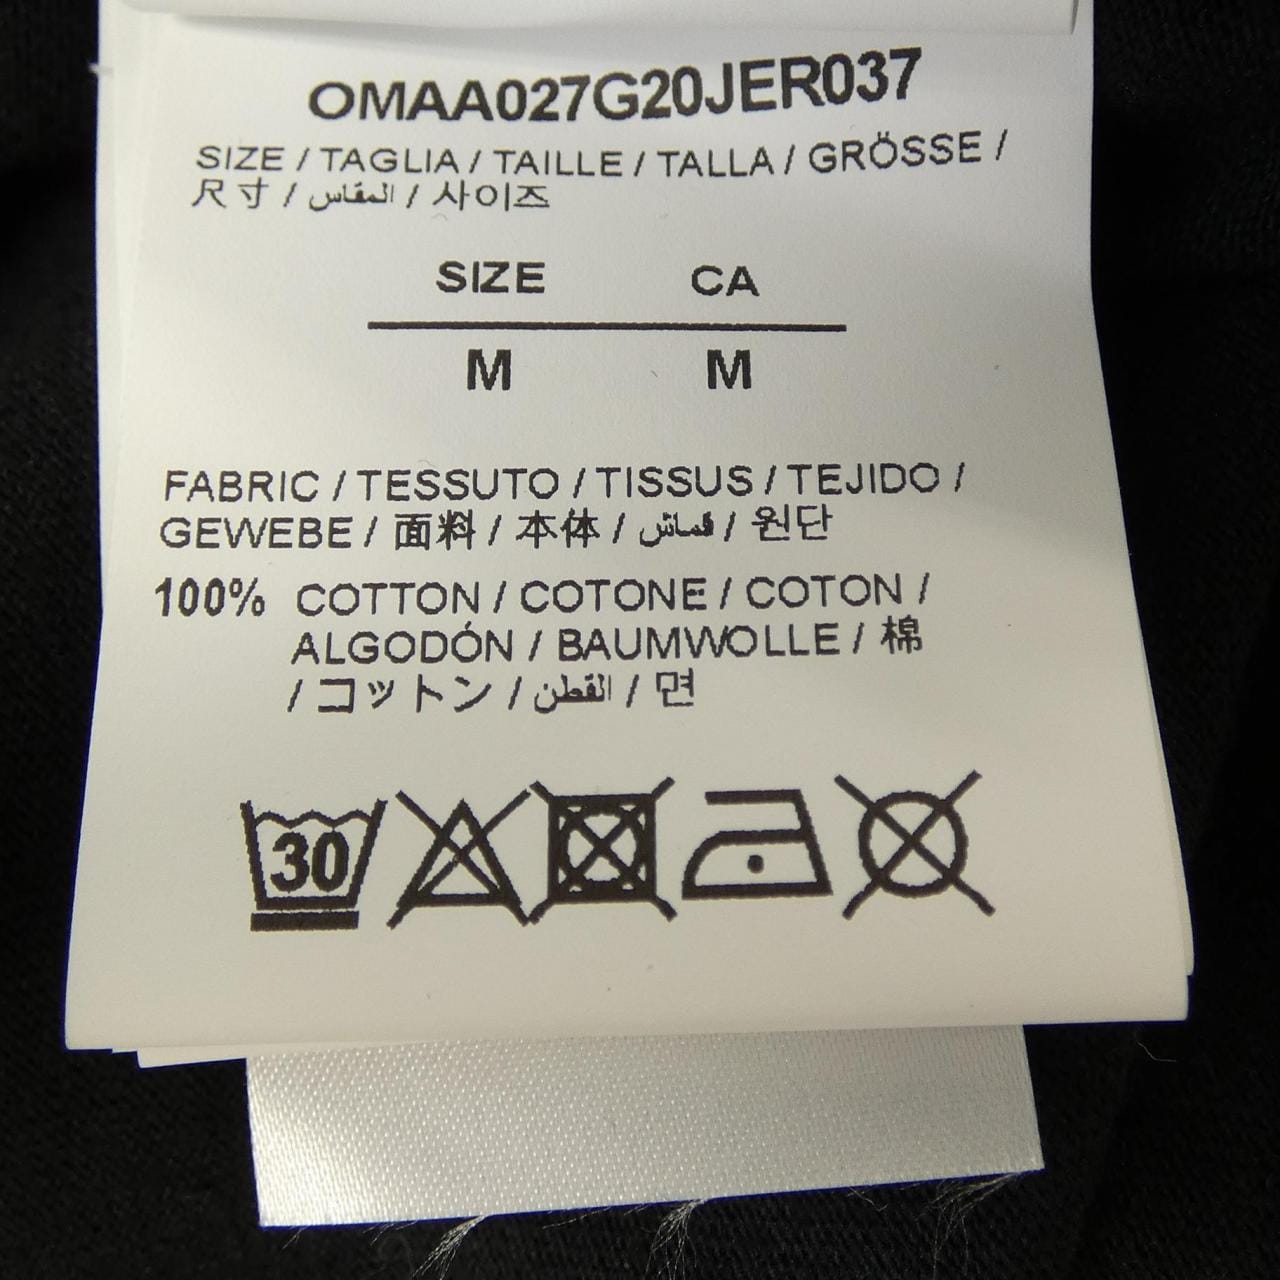 OMAA027G20JER037
SIZE / TAGLIA / TAILLE / TALLA / GRÖSSE /
尺寸 / المقاس / 사이즈
SIZE CA
M M
FABRIC / TESSUTO / TISSUS / TEJIDO /
GEWEBE / 面料 / 本体 / قماش / 원단
100% COTTON / COTONE / COTON /
ALGODÓN / BAUMWOLLE / 棉
/ コットン / القطن / 면
30